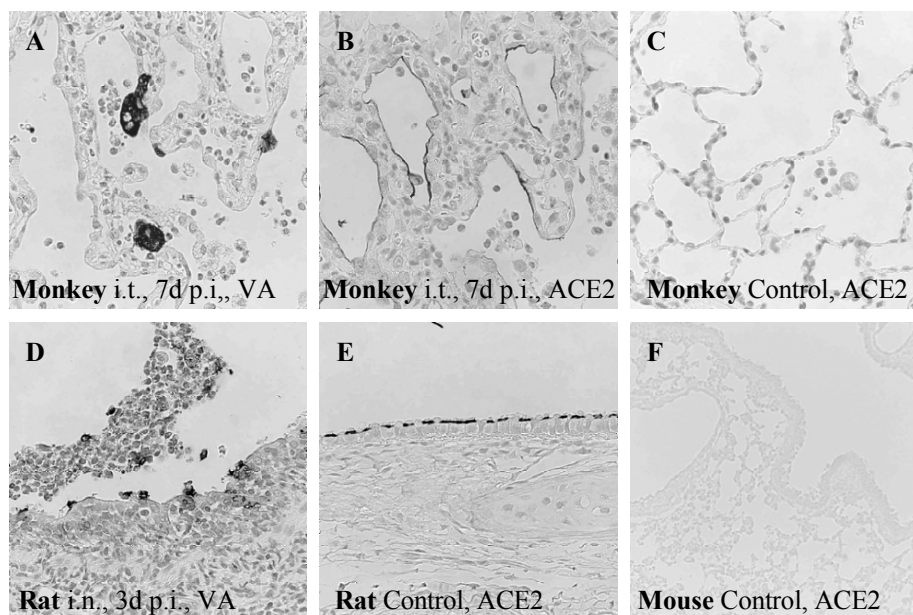 A
Monkey i.t., 7d p.i,, VA
B
Monkey i.t., 7d p.i., ACE2
C
Monkey Control, ACE2
D
Rat i.n., 3d p.i., VA
E
Rat Control, ACE2
F
Mouse Control, ACE2